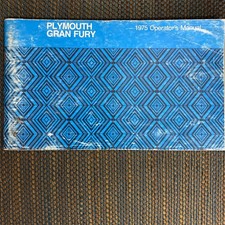 PLYMOUTH
GRAN FURY
1975 Operator's Manual